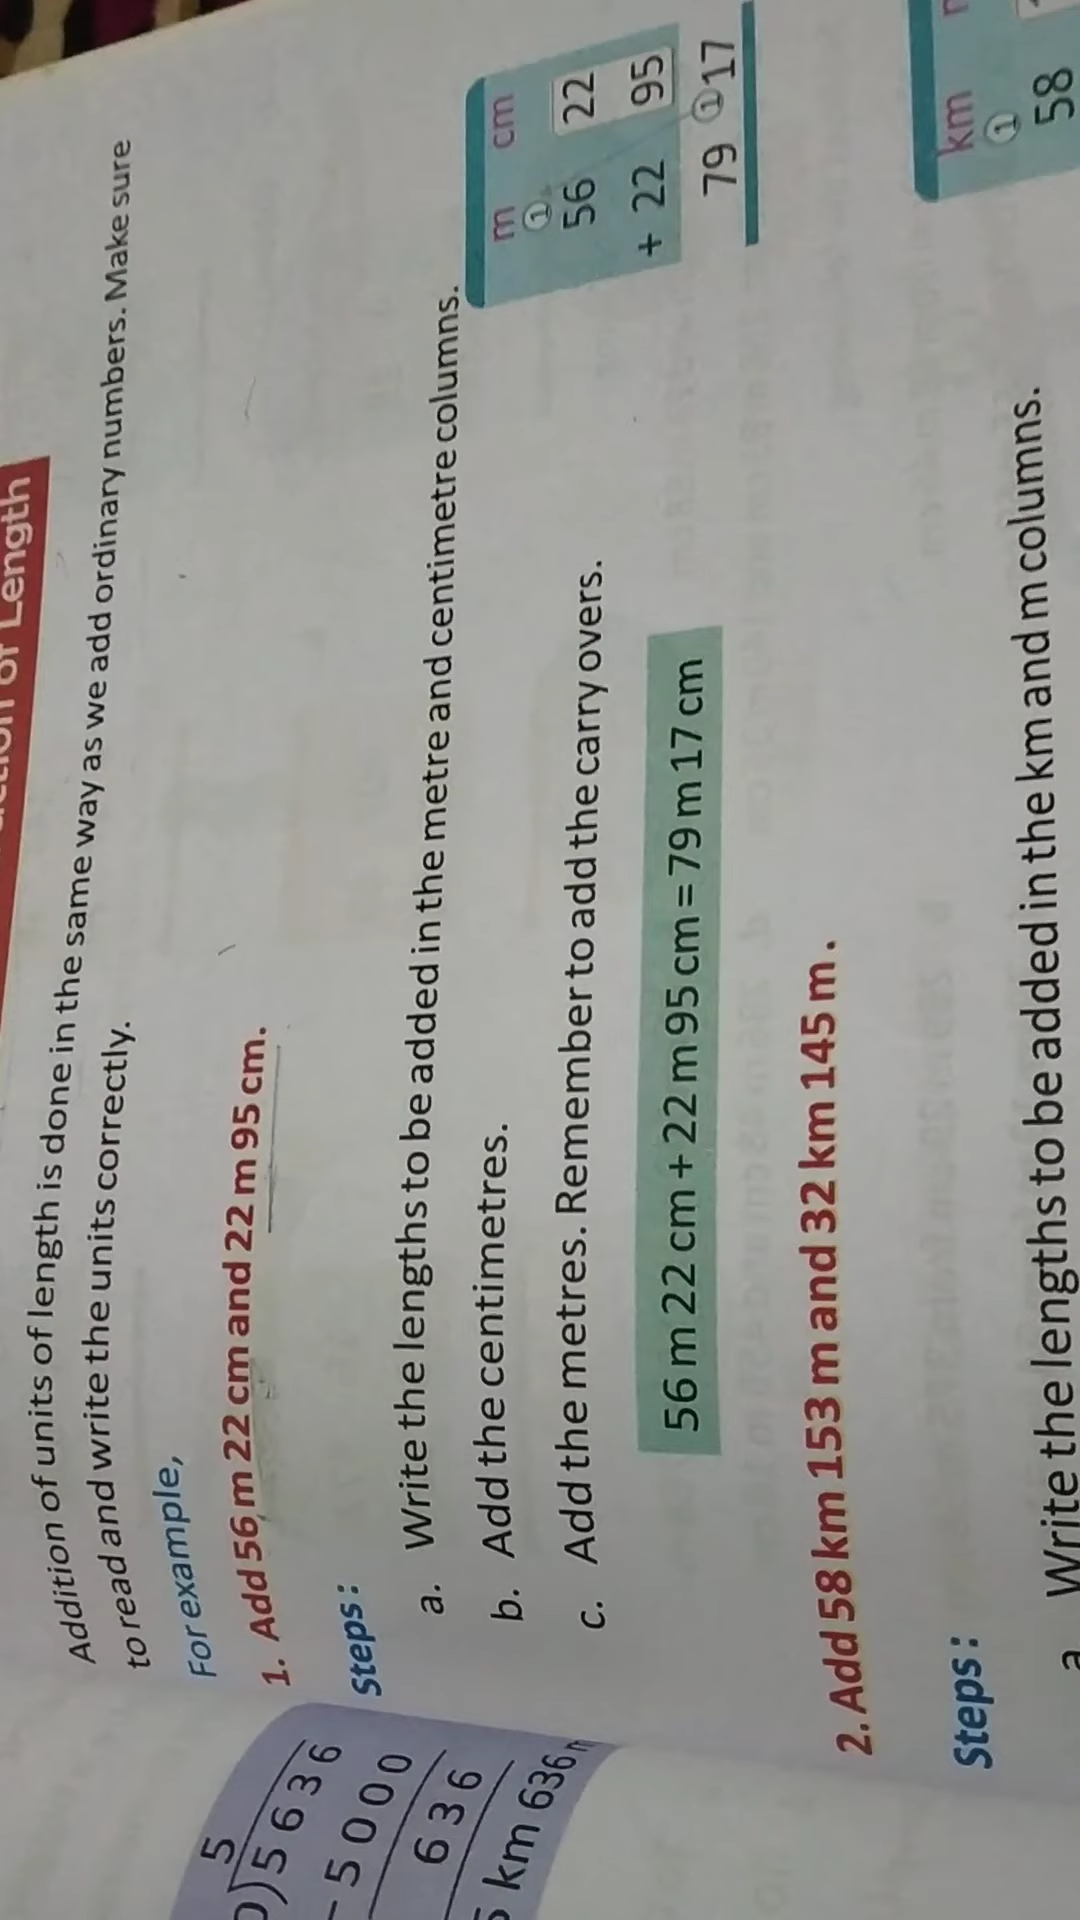 of Length
Addition of units of length is done in the same way as we add ordinary numbers. Make sure
to read and write the units correctly.
For example,
1. Add 56 m 22 cm and 22 m 95 cm.
Steps:
a. Write the lengths to be added in the metre and centimetre columns.
b. Add the centimetres.
c. Add the metres. Remember to add the carry overs.
m cm
1
56 22
+ 22 95
79 1 17
56 m 22 cm + 22 m 95 cm = 79 m 17 cm
2. Add 58 km 153 m and 32 km 145 m.
Steps:
a Write the lengths to be added in the km and m columns.
km
1
58
5
5 6 3 6
- 5 0 0 0
6 3 6
km 636